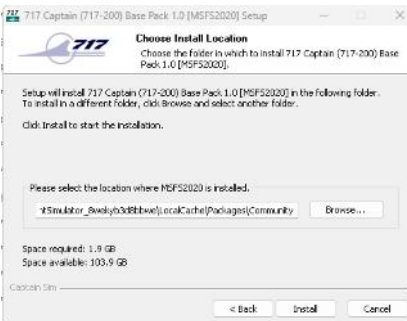 717 Captain (717-200) Base Pack 1.0 [MSFS2020] Setup
717
Choose Install Location
Choose the folder in which to install 717 Captain (717-200) Base
Pack 1.0 [MSFS2020].
Setup will install 717 Captain (717-200) Base Pack 1.0 [MSFS2020] in the following folder.
To install in a different folder, click Browse and select another folder.
Click Install to start the installation.
Please select the location where MSFS2020 is installed.
ntSimulator_8wekyb3d8bbwe\LocalCache\Packages\Community
Browse...
Space required: 1.9 GB
Space available: 103.9 GB
Captain Sim
< Back
Install
Cancel